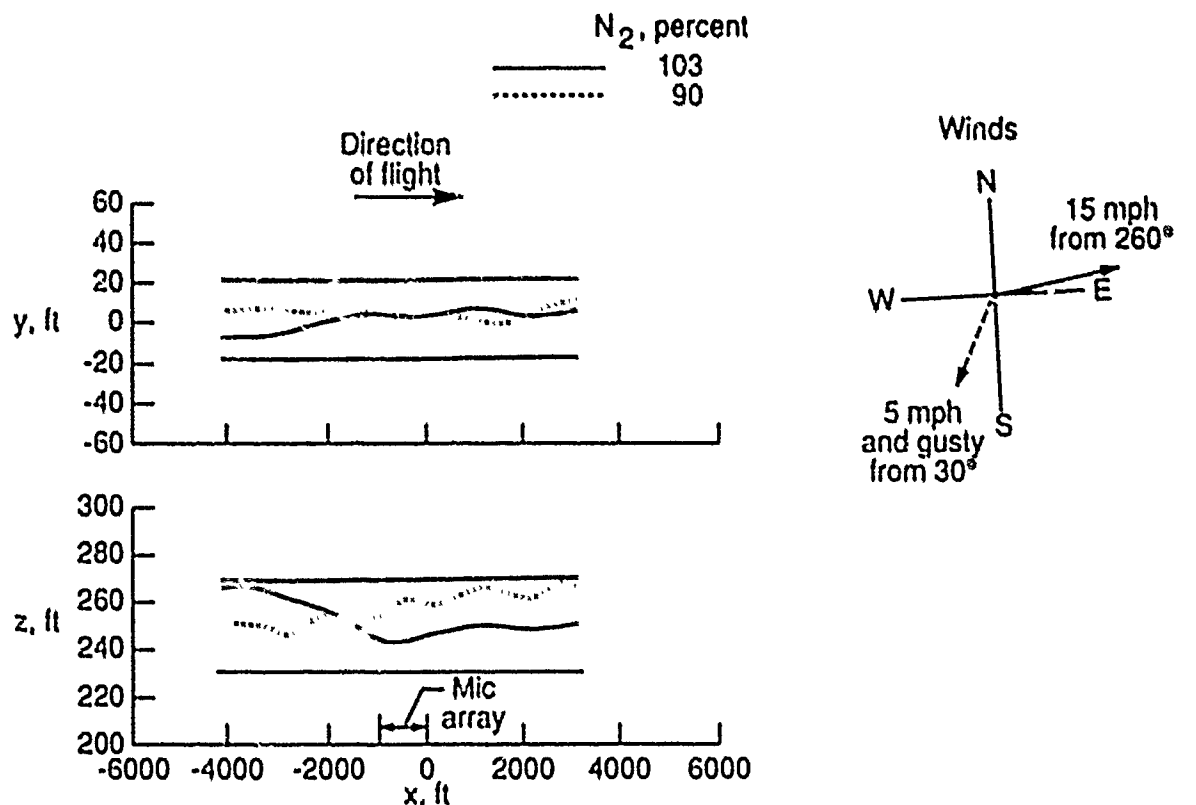 N2, percent
103
90
Direction
of flight
60
40
20
0
-20
-40
-60
y, ft
Winds
N
W
E
S
15 mph
from 260°
5 mph
and gusty
from 30°
300
280
260
240
220
200
z, ft
Mic
array
-6000 -4000 -2000 0 2000 4000 6000
x, ft